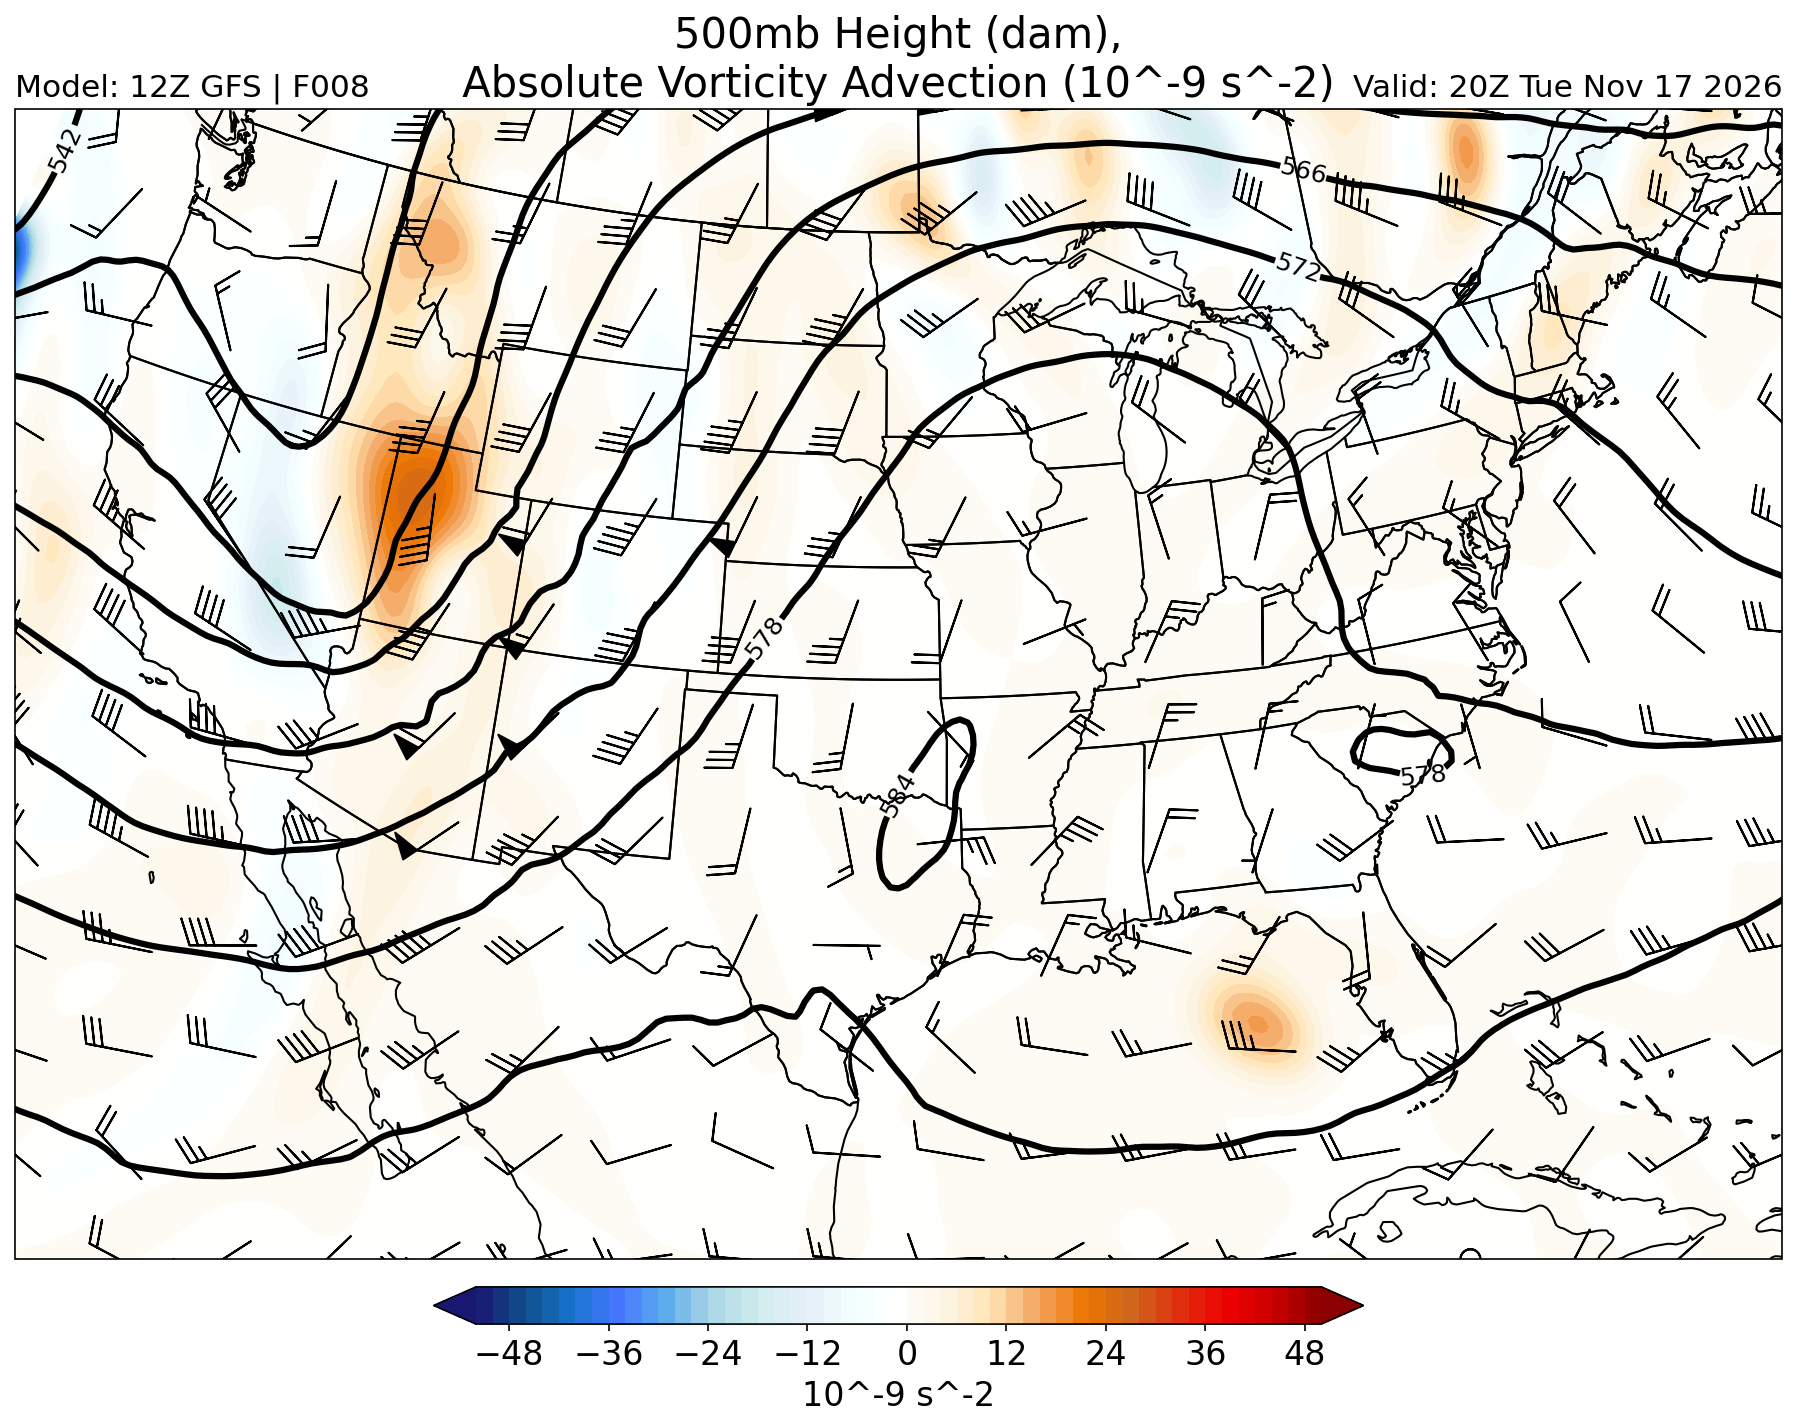 500mb Height (dam),
Model: 12Z GFS | F008
Absolute Vorticity Advection (10^-9 s^-2)
Valid: 20Z Tue Nov 17 2026
542
566
572
578
584
578
−48 −36 −24 −12 0 12 24 36 48
10^-9 s^-2